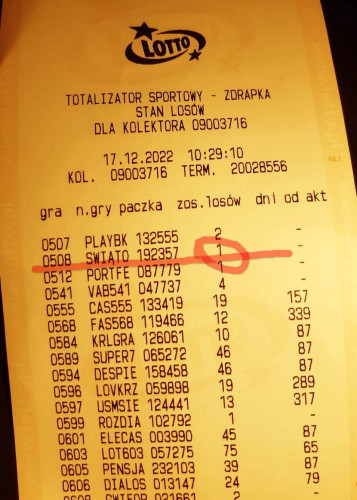 LOTTO
TOTALIZATOR SPORTOWY - ZDRAPKA
STAN LOSÓW
DLA KOLEKTORA 09003716
17.12.2022 10:29:10
KOL. 09003716 TERM. 20028556
gra n.gry paczka zos.losów dni od akt
0507 PLAYBK 132555 2 -
0508 ŚWIĄTO 192357 1 -
0512 PORTFE 087779 1 -
0541 VAB541 047737 4 -
0555 CAS555 133419 19 157
0568 FAS568 119466 12 339
0584 KRLGRA 126061 10 87
0589 SUPER7 065272 46 87
0594 DESPIE 158458 46 87
0596 LOVKRZ 059898 19 289
0597 USMSIE 124441 13 317
0599 ROZDIA 102792 1 -
0601 ELECAS 003990 45 87
0603 LOT603 057275 75 65
0605 PENSJA 232103 39 87
0606 DIALOS 013147 24 79